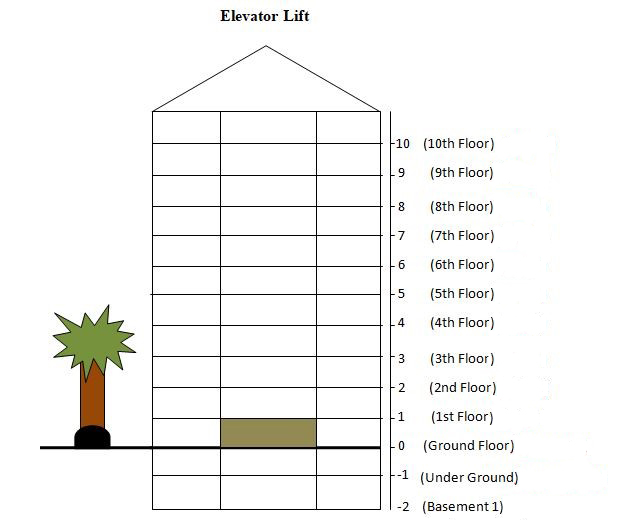 Elevator Lift
10 (10th Floor)
9 (9th Floor)
8 (8th Floor)
7 (7th Floor)
6 (6th Floor)
5 (5th Floor)
4 (4th Floor)
3 (3th Floor)
2 (2nd Floor)
1 (1st Floor)
0 (Ground Floor)
-1 (Under Ground)
-2 (Basement 1)